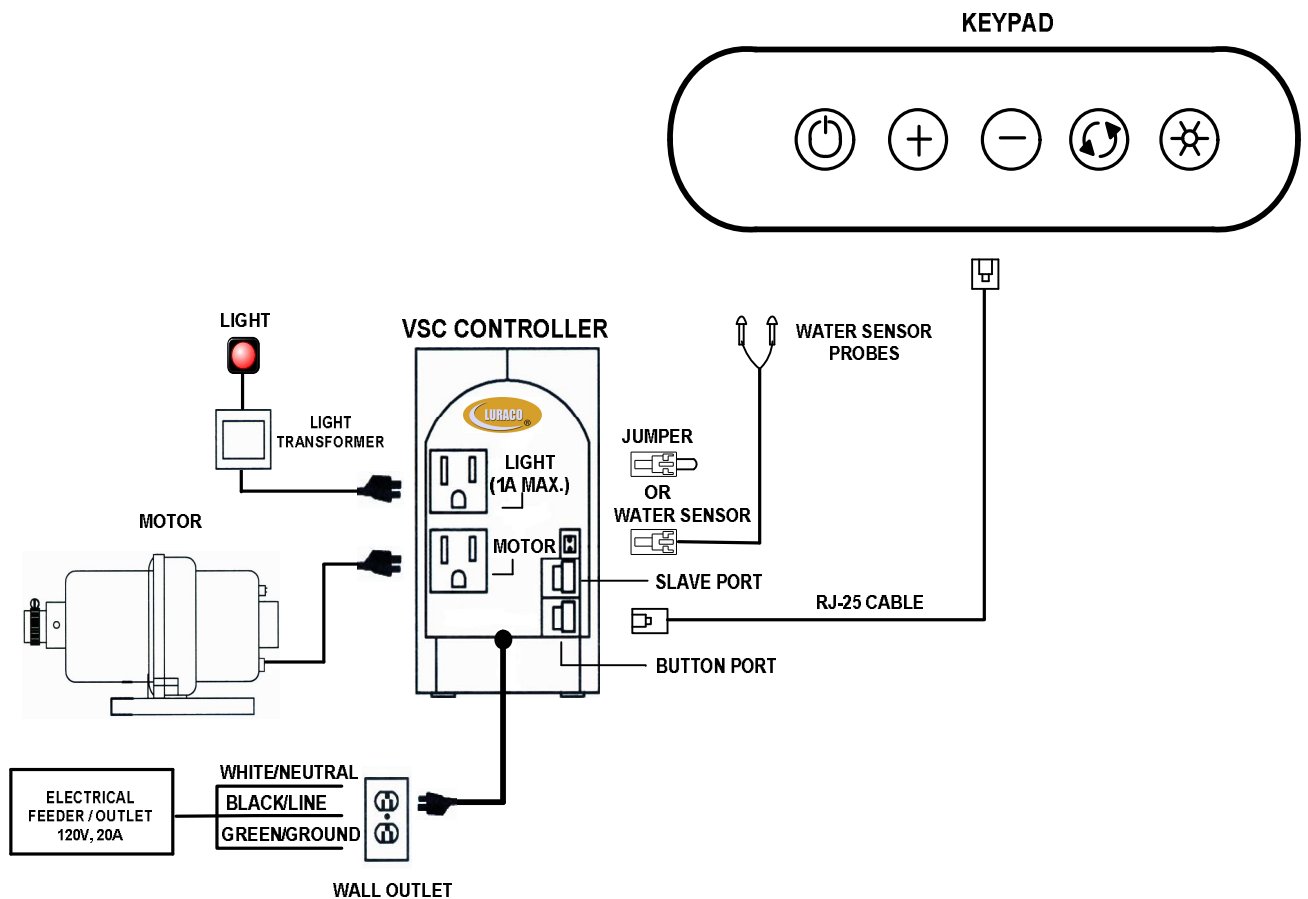 KEYPAD
LIGHT
VSC CONTROLLER
WATER SENSOR
PROBES
LURACO
®
LIGHT
TRANSFORMER
LIGHT
(1A MAX.)
JUMPER
OR
WATER SENSOR
MOTOR
MOTOR
SLAVE PORT
RJ-25 CABLE
BUTTON PORT
WHITE/NEUTRAL
BLACK/LINE
GREEN/GROUND
ELECTRICAL
FEEDER / OUTLET
120V, 20A
WALL OUTLET